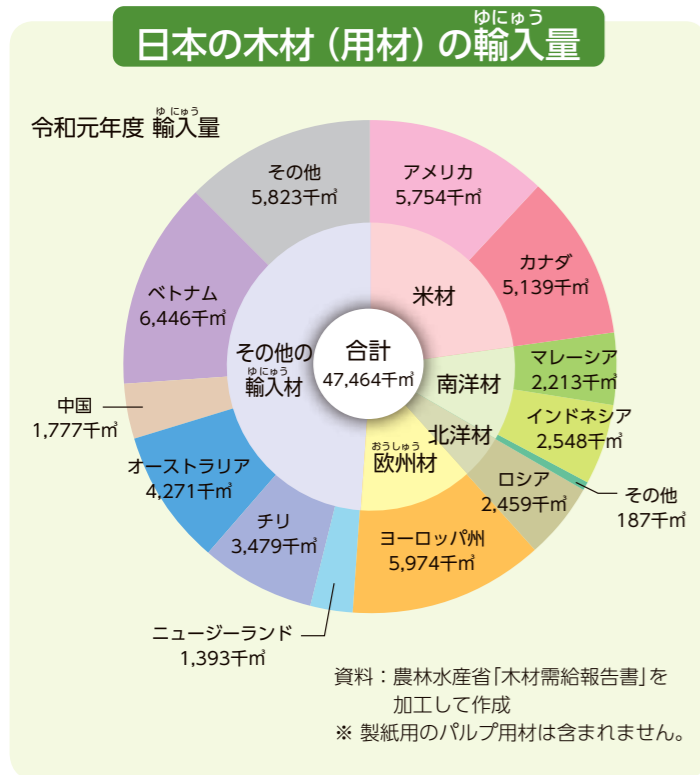 日本の木材（用材）の輸入量
ゆにゅう
令和元年度 輸入量
ゆにゅう
アメリカ
5,754千㎥
カナダ
5,139千㎥
マレーシア
2,213千㎥
インドネシア
2,548千㎥
その他
187千㎥
ロシア
2,459千㎥
ヨーロッパ州
5,974千㎥
ニュージーランド
1,393千㎥
チリ
3,479千㎥
オーストラリア
4,271千㎥
中国
1,777千㎥
ベトナム
6,446千㎥
その他
5,823千㎥
米材
南洋材
北洋材
おうしゅう
欧州材
その他の
ゆにゅう
輸入材
合計
47,464千㎥
資料：農林水産省「木材需給報告書」を
加工して作成
※ 製紙用のパルプ用材は含まれません。